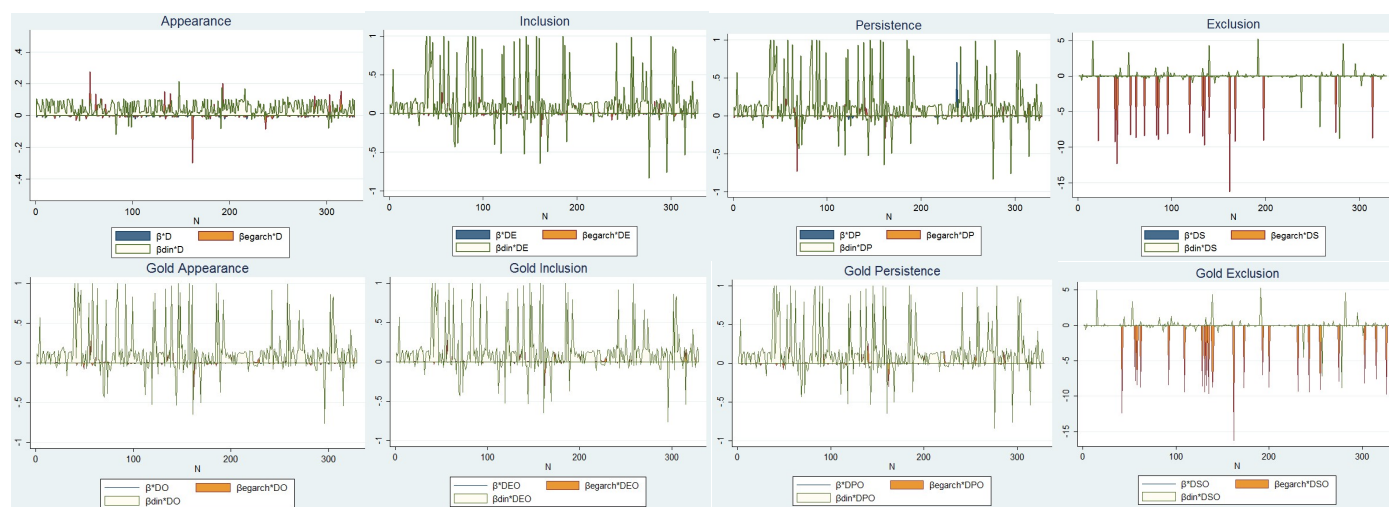 Appearance
.4
.2
0
-.2
-.4
0 100 200 300
N
β*D βegarch*D
βdin*D
Inclusion
1
.5
0
-.5
-1
0 100 200 300
N
β*DE βegarch*DE
βdin*DE
Persistence
1
.5
0
-.5
-1
0 100 200 300
N
β*DP βegarch*DP
βdin*DP
Exclusion
5
0
-5
-10
-15
0 100 200 300
N
β*DS βegarch*DS
βdin*DS
Gold Appearance
1
.5
0
-.5
-1
0 100 200 300
N
β*DO βegarch*DO
βdin*DO
Gold Inclusion
1
.5
0
-.5
-1
0 100 200 300
N
β*DEO βegarch*DEO
βdin*DEO
Gold Persistence
1
.5
0
-.5
-1
0 100 200 300
N
β*DPO βegarch*DPO
βdin*DPO
Gold Exclusion
5
0
-5
-10
-15
0 100 200 300
N
β*DSO βegarch*DSO
βdin*DSO